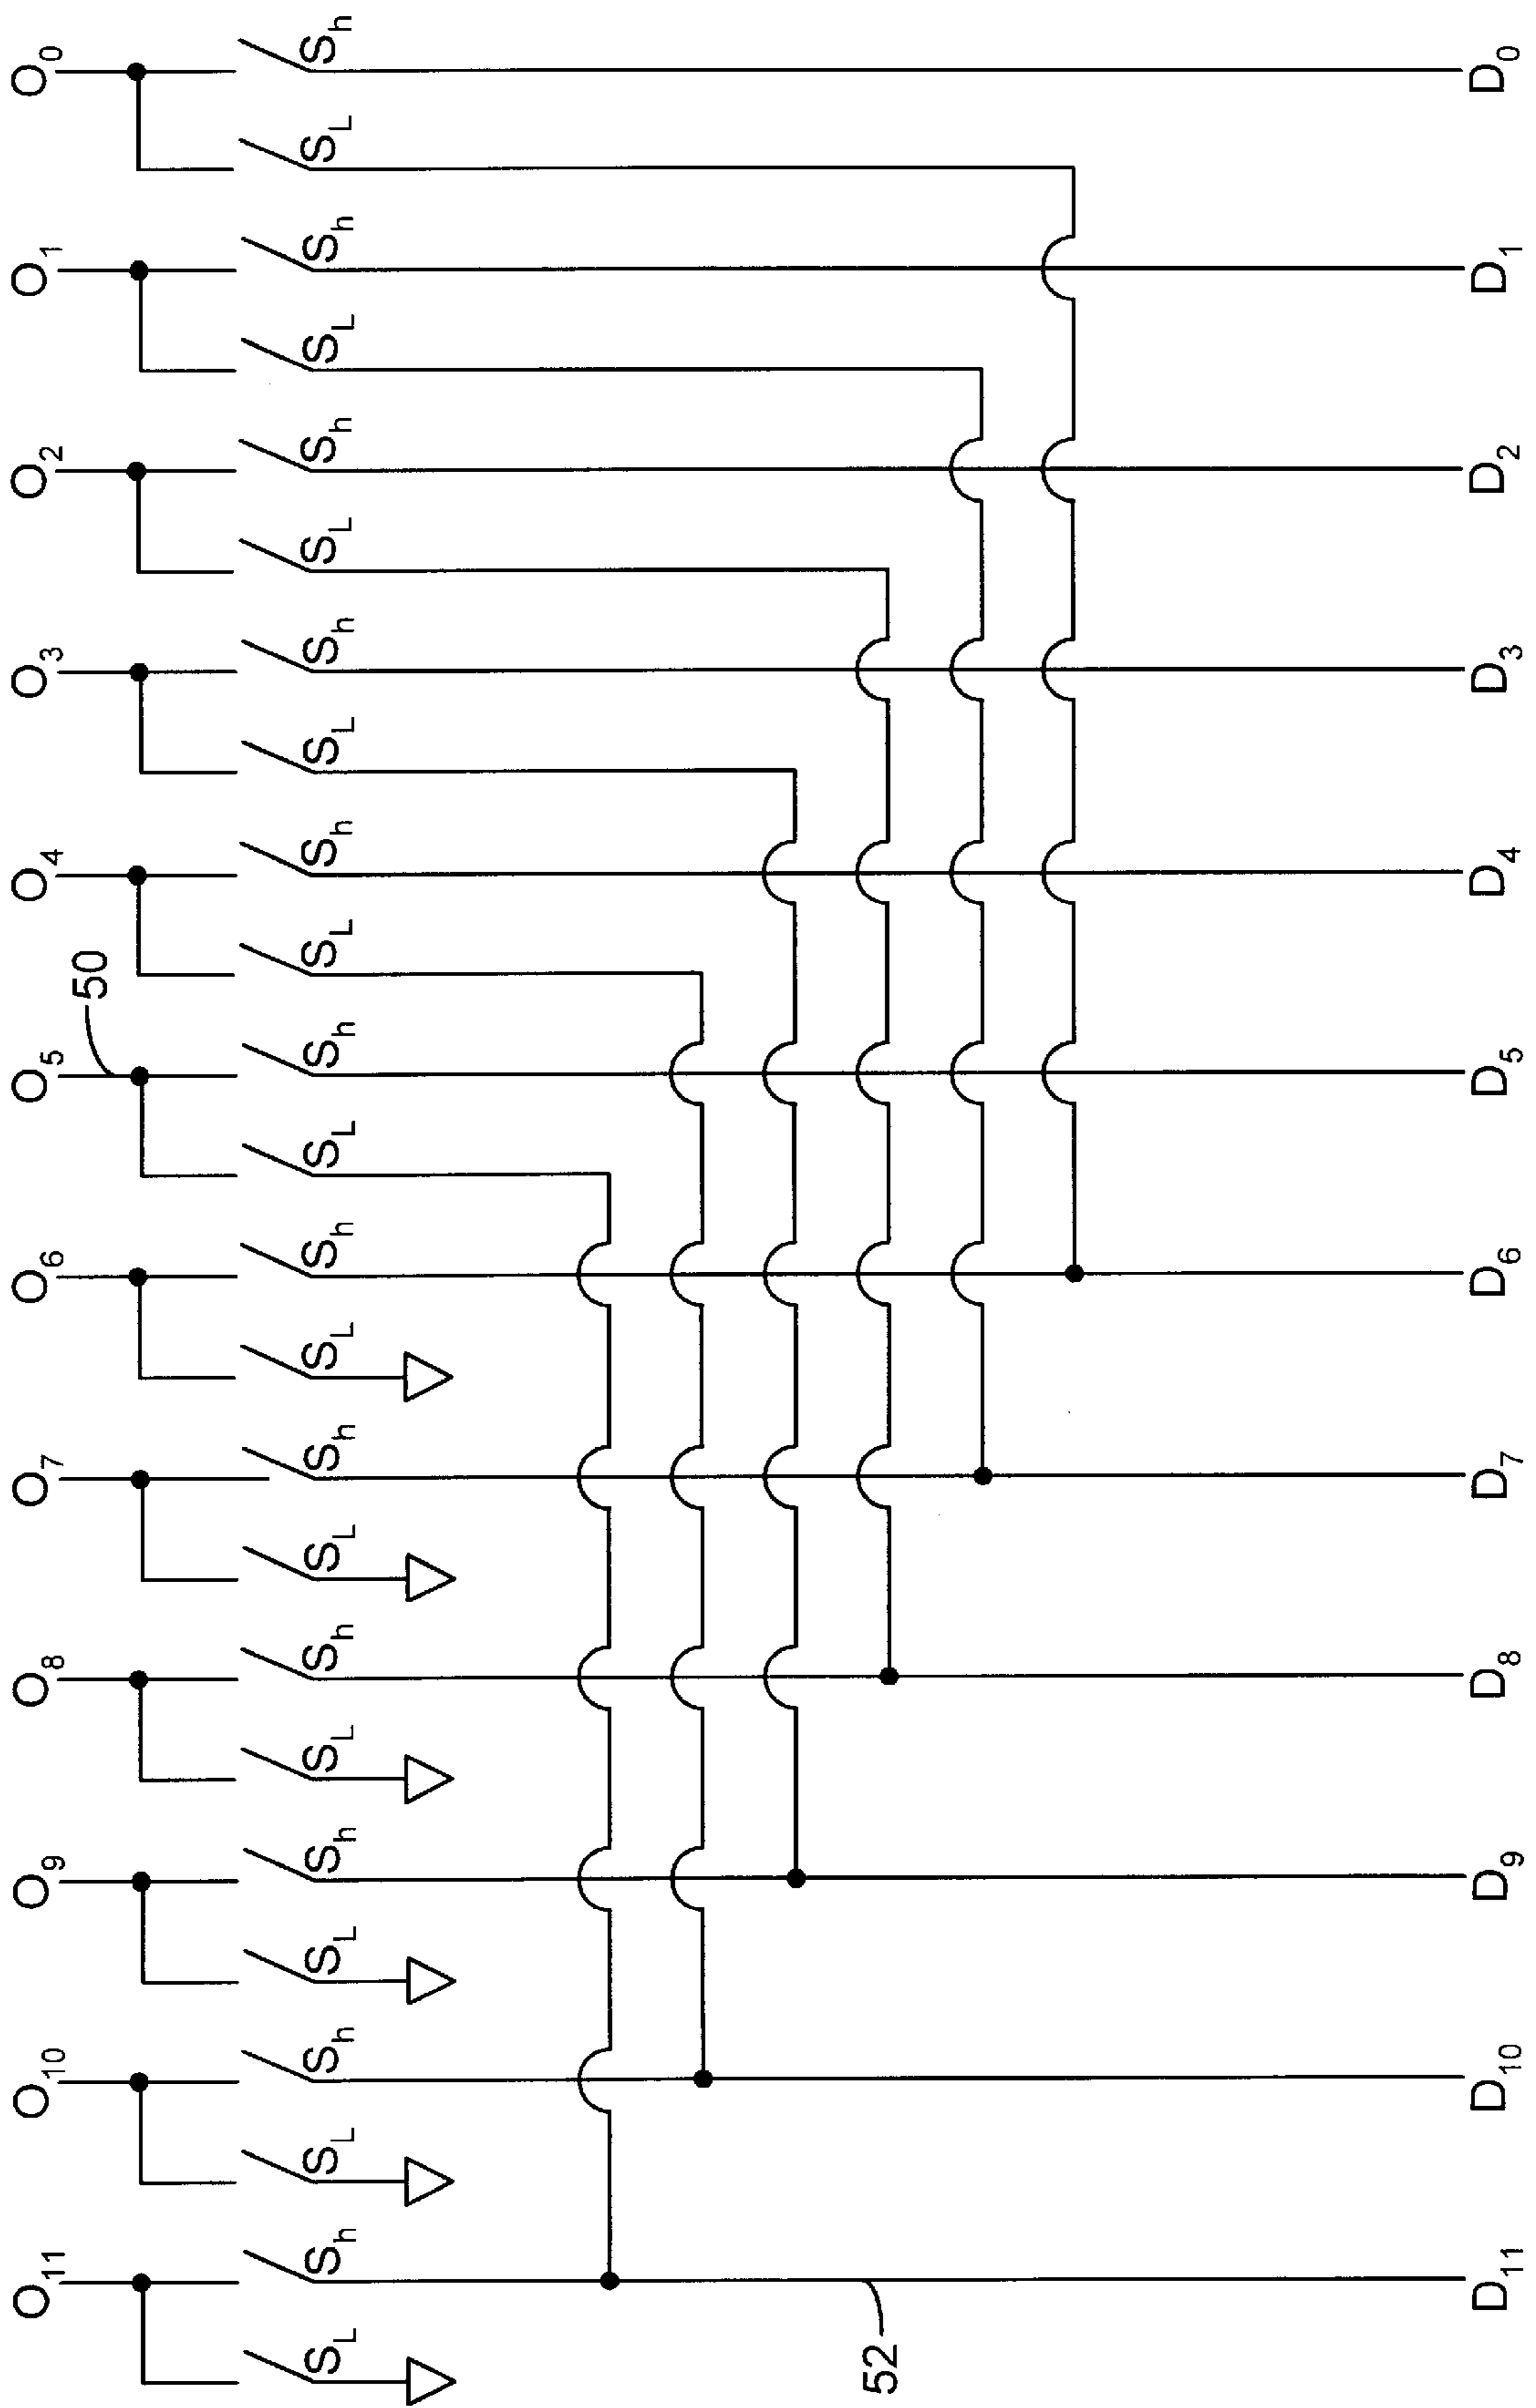 O11 O10 O9 O8 O7 O6 O5 O4 O3 O2 O1 O0
50
SL Sh SL Sh SL Sh SL Sh SL Sh SL Sh SL Sh SL Sh SL Sh SL Sh SL Sh SL Sh
52
D11 D10 D9 D8 D7 D6 D5 D4 D3 D2 D1 D0